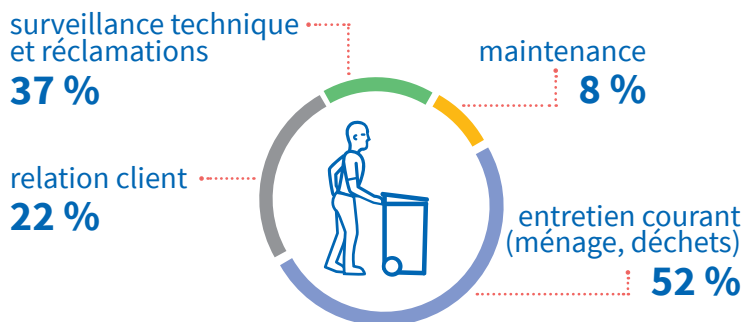 surveillance technique
et réclamations
37 %
maintenance
8 %
relation client
22 %
entretien courant
(ménage, déchets)
52 %